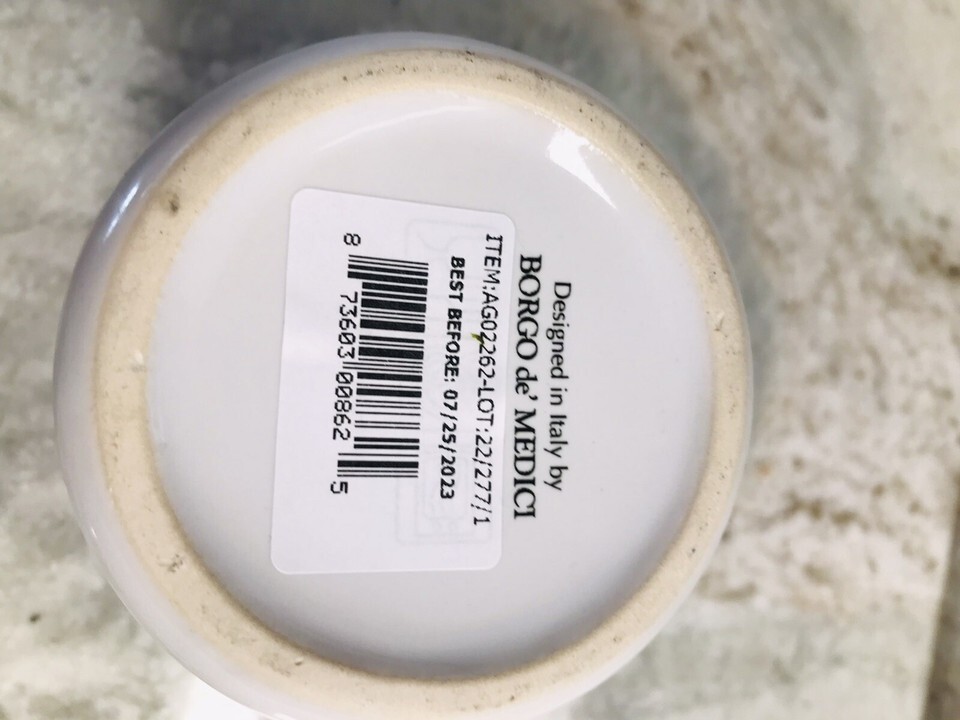 Designed in Italy by
BORGO de' MEDICI
ITEM:AG02262-LOT:22/277/1
BEST BEFORE: 07/25/2023
8 73603 00862 5